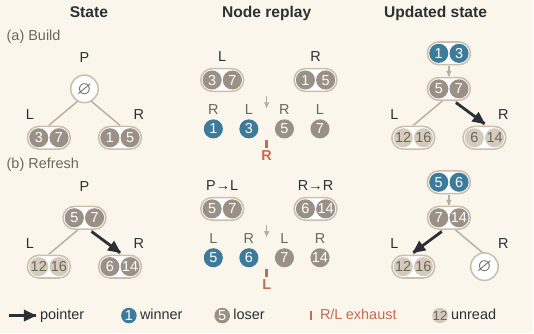 State Node replay Updated state
(a) Build
P
∅
L R
3 7 1 5
L R
3 7 1 5
R L R L
1 3 5 7
R
1 3
5 7
L R
12 16 6 14
(b) Refresh
P
5 7
L R
12 16 6 14
P→L R→R
5 7 6 14
L R L R
5 6 7 14
L
5 6
7 14
L R
12 16 ∅
pointer 1 winner 5 loser R/L exhaust 12 unread